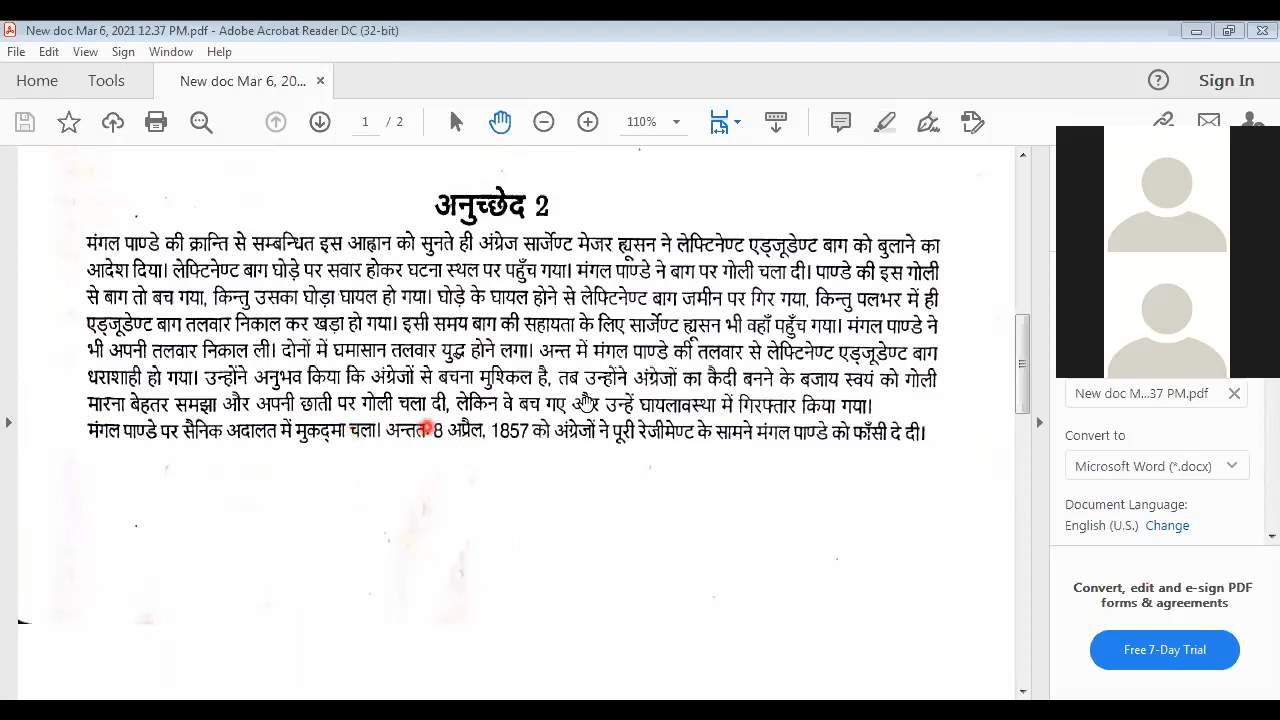 New doc Mar 6, 2021 12.37 PM.pdf - Adobe Acrobat Reader DC (32-bit)
File Edit View Sign Window Help
Home Tools New doc Mar 6, 20... × Sign In
1 / 2 110%
अनुच्छेद 2
मंगल पाण्डे की क्रान्ति से सम्बन्धित इस आह्वान को सुनते ही अंग्रेज सार्जेण्ट मेजर ह्यूसन ने लेफ्टिनेण्ट एड्जूडेण्ट बाग को बुलाने का
आदेश दिया। लेफ्टिनेण्ट बाग घोड़े पर सवार होकर घटना स्थल पर पहुँच गया। मंगल पाण्डे ने बाग पर गोली चला दी। पाण्डे की इस गोली
से बाग तो बच गया, किन्तु उसका घोड़ा घायल हो गया। घोड़े के घायल होने से लेफ्टिनेण्ट बाग जमीन पर गिर गया, किन्तु पलभर में ही
एड्जूडेण्ट बाग तलवार निकाल कर खड़ा हो गया। इसी समय बाग की सहायता के लिए सार्जेण्ट ह्यूसन भी वहाँ पहुँच गया। मंगल पाण्डे ने
भी अपनी तलवार निकाल ली। दोनों में घमासान तलवार युद्ध होने लगा। अन्त में मंगल पाण्डे की तलवार से लेफ्टिनेण्ट एड्जूडेण्ट बाग
धराशाही हो गया। उन्होंने अनुभव किया कि अंग्रेजों से बचना मुश्किल है, तब उन्होंने अंग्रेजों का कैदी बनने के बजाय स्वयं को गोली
मारना बेहतर समझा और अपनी छाती पर गोली चला दी, लेकिन वे बच गए और उन्हें घायलावस्था में गिरफ्तार किया गया।
मंगल पाण्डे पर सैनिक अदालत में मुकद्मा चला। अन्ततः 8 अप्रैल, 1857 को अंग्रेजों ने पूरी रेजीमेण्ट के सामने मंगल पाण्डे को फाँसी दे दी।
New doc M...37 PM.pdf
Convert to
Microsoft Word (*.docx)
Document Language:
English (U.S.) Change
Convert, edit and e-sign PDF
forms & agreements
Free 7-Day Trial